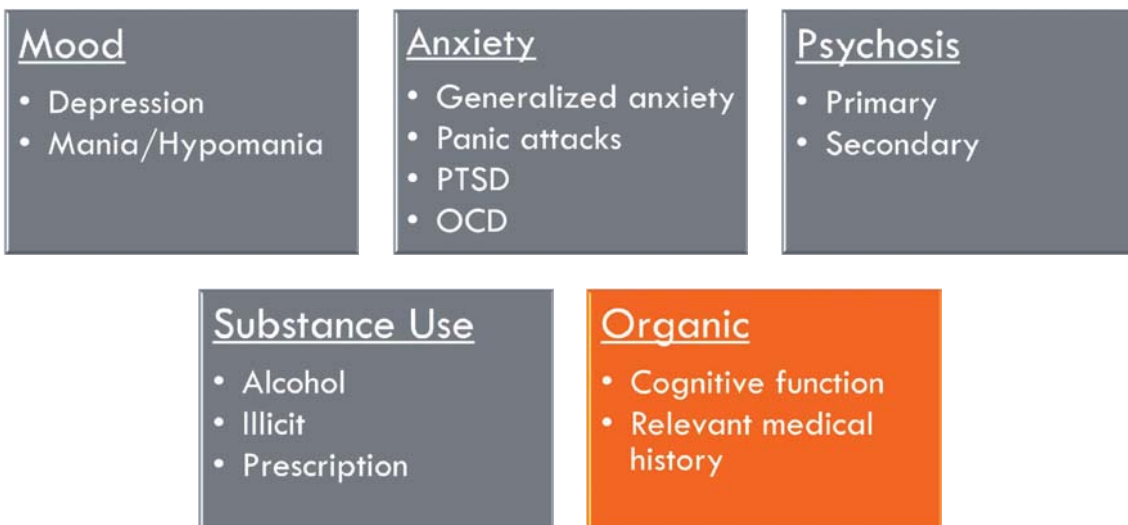 Mood
• Depression
• Mania/Hypomania
Anxiety
• Generalized anxiety
• Panic attacks
• PTSD
• OCD
Psychosis
• Primary
• Secondary
Substance Use
• Alcohol
• Illicit
• Prescription
Organic
• Cognitive function
• Relevant medical
history